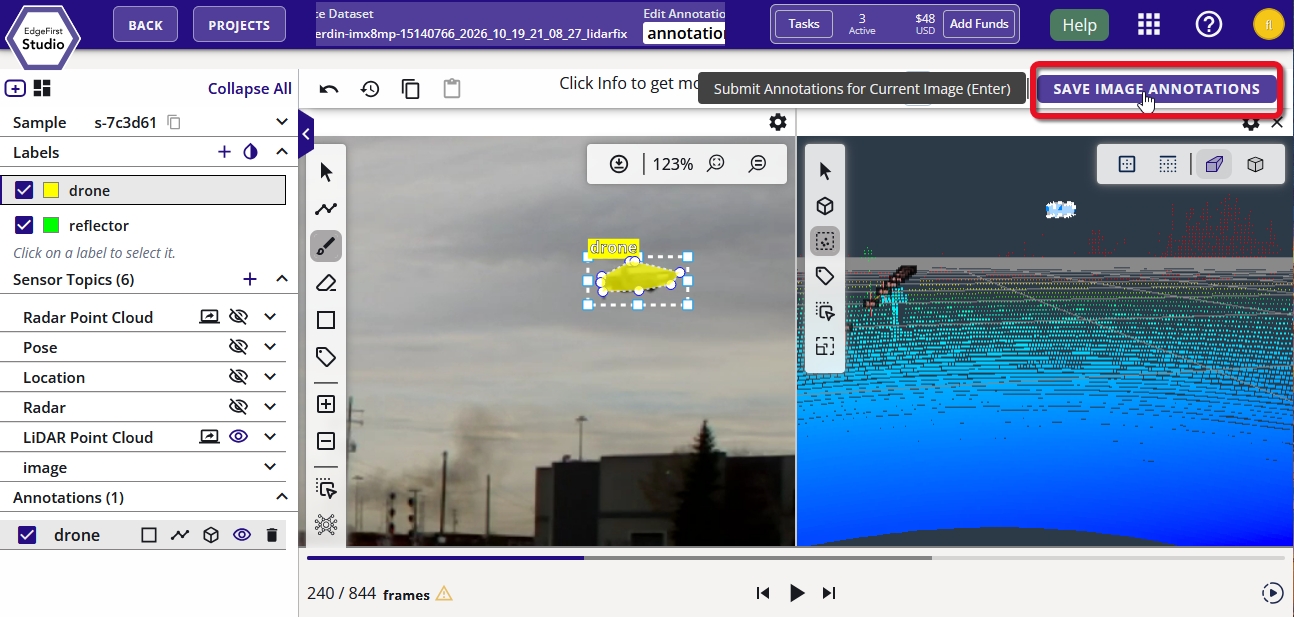 EdgeFirst
Studio
BACK
PROJECTS
ce Dataset
erdin-imx8mp-15140766_2026_10_19_21_08_27_lidarfix
Edit Annotatio
annotation
Tasks
3
Active
$48
USD
Add Funds
Help
fl
Collapse All
Click Info to get mo
Submit Annotations for Current Image (Enter)
SAVE IMAGE ANNOTATIONS
Sample s-7c3d61
Labels
drone
reflector
Click on a label to select it.
Sensor Topics (6)
Radar Point Cloud
Pose
Location
Radar
LiDAR Point Cloud
image
Annotations (1)
drone
123%
drone
240 / 844 frames